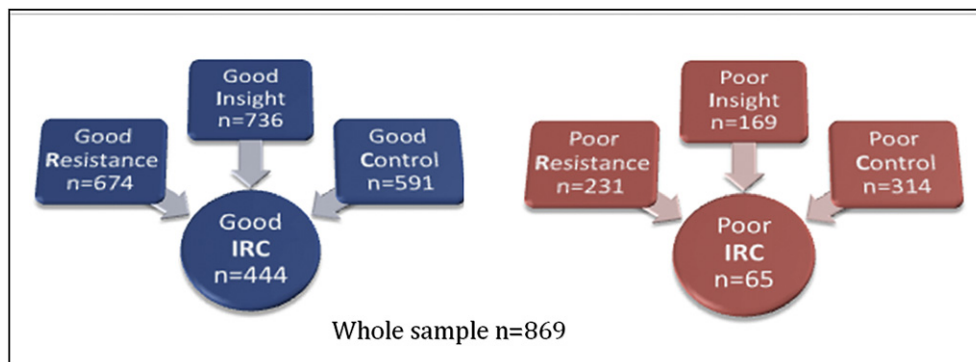 Good
Resistance
n=674
Good
Insight
n=736
Good
Control
n=591
Good
IRC
n=444
Poor
Resistance
n=231
Poor
Insight
n=169
Poor
Control
n=314
Poor
IRC
n=65
Whole sample n=869